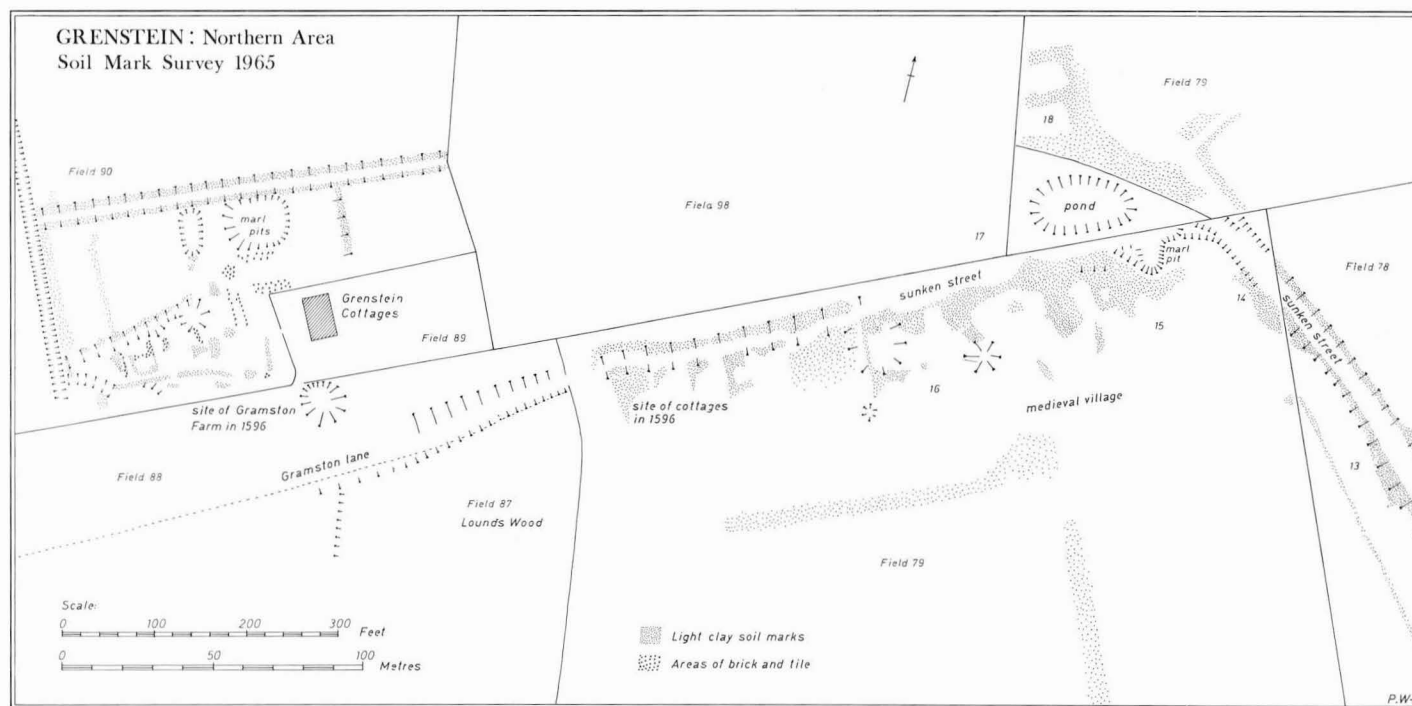 GRENSTEIN: Northern Area
Soil Mark Survey 1965
Field 90
marl
pits
Grenstein
Cottages
Field 89
site of Gramston
Farm in 1596
Field 88
Gramston lane
Field 87
Lounds Wood
Field 98
17
18
Field 79
pond
marl
pit
sunken street
Field 78
sunken street
14
15
13
16
site of cottages
in 1596
medieval village
Field 79
Scale:
0 100 200 300 Feet
0 50 100 Metres
Light clay soil marks
Areas of brick and tile